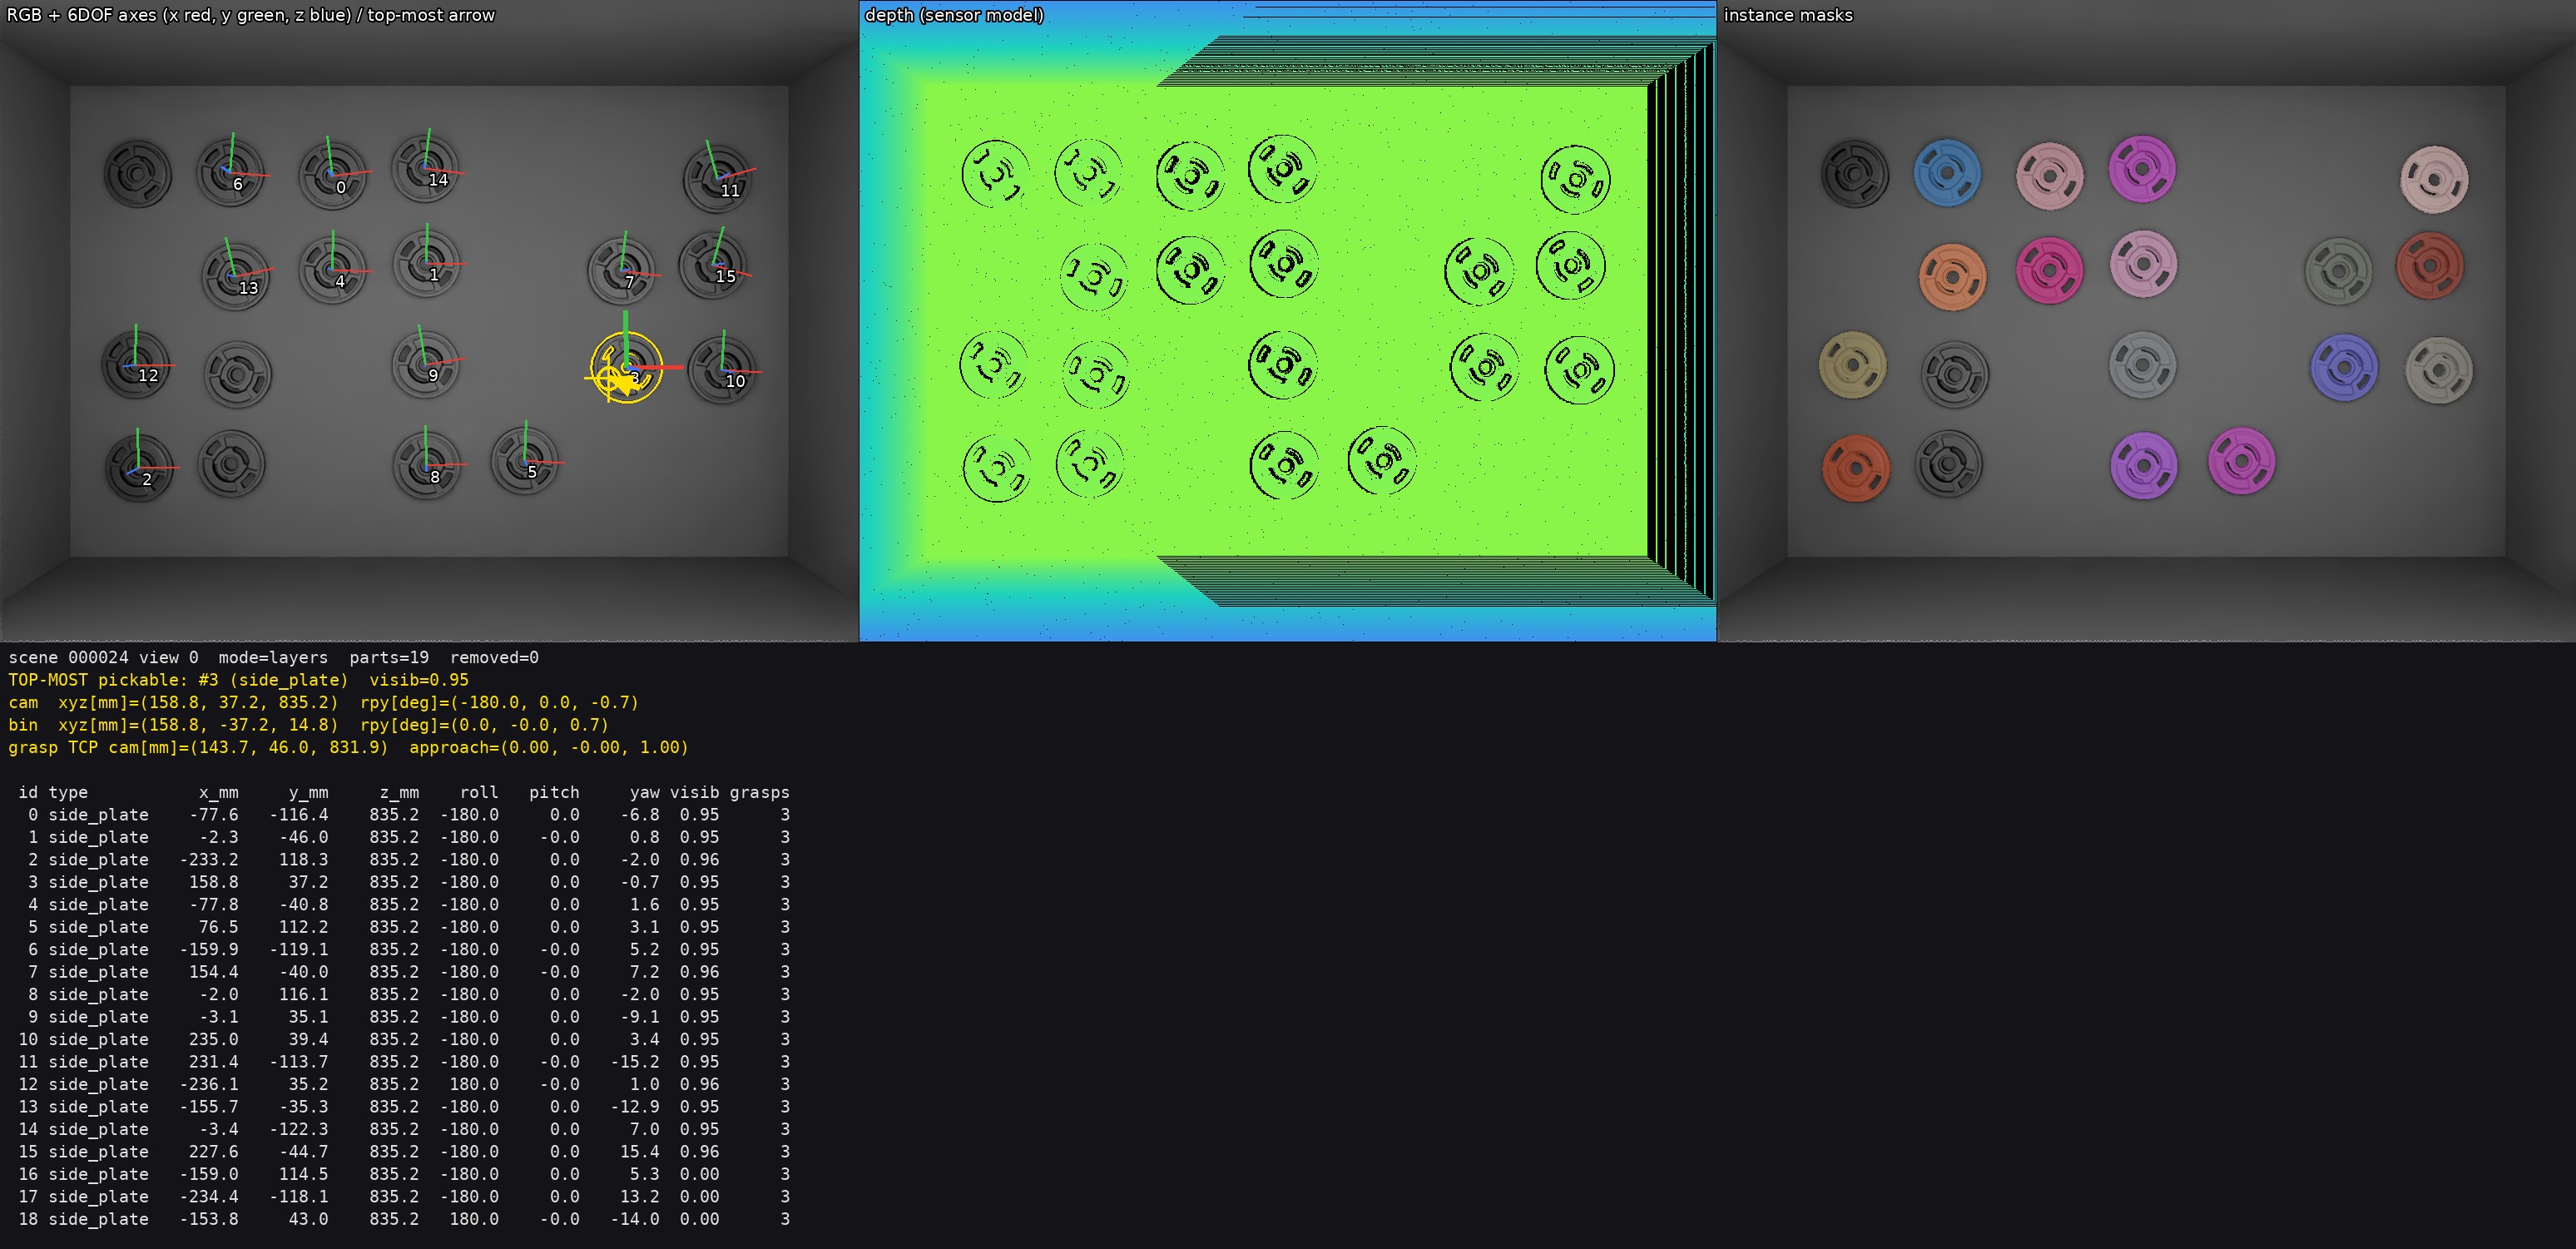 RGB + 6DOF axes (x red, y green, z blue) / top-most arrow
depth (sensor model)
instance masks
6
0
14
11
13
4
1
7
15
12
9
3
10
2
8
5
scene 000024 view 0  mode=layers  parts=19  removed=0
TOP-MOST pickable: #3 (side_plate)  visib=0.95
cam  xyz[mm]=(158.8, 37.2, 835.2)  rpy[deg]=(-180.0, 0.0, -0.7)
bin  xyz[mm]=(158.8, -37.2, 14.8)  rpy[deg]=(0.0, -0.0, 0.7)
grasp TCP cam[mm]=(143.7, 46.0, 831.9)  approach=(0.00, -0.00, 1.00)
id type x_mm y_mm z_mm roll pitch yaw visib grasps
0 side_plate -77.6 -116.4 835.2 -180.0 0.0 -6.8 0.95 3
1 side_plate -2.3 -46.0 835.2 -180.0 -0.0 0.8 0.95 3
2 side_plate -233.2 118.3 835.2 -180.0 0.0 -2.0 0.96 3
3 side_plate 158.8 37.2 835.2 -180.0 0.0 -0.7 0.95 3
4 side_plate -77.8 -40.8 835.2 -180.0 0.0 1.6 0.95 3
5 side_plate 76.5 112.2 835.2 -180.0 0.0 3.1 0.95 3
6 side_plate -159.9 -119.1 835.2 -180.0 -0.0 5.2 0.95 3
7 side_plate 154.4 -40.0 835.2 -180.0 -0.0 7.2 0.96 3
8 side_plate -2.0 116.1 835.2 -180.0 0.0 -2.0 0.95 3
9 side_plate -3.1 35.1 835.2 -180.0 0.0 -9.1 0.95 3
10 side_plate 235.0 39.4 835.2 -180.0 0.0 3.4 0.95 3
11 side_plate 231.4 -113.7 835.2 -180.0 -0.0 -15.2 0.95 3
12 side_plate -236.1 35.2 835.2 180.0 -0.0 1.0 0.96 3
13 side_plate -155.7 -35.3 835.2 -180.0 0.0 -12.9 0.95 3
14 side_plate -3.4 -122.3 835.2 -180.0 0.0 7.0 0.95 3
15 side_plate 227.6 -44.7 835.2 -180.0 0.0 15.4 0.96 3
16 side_plate -159.0 114.5 835.2 -180.0 0.0 5.3 0.00 3
17 side_plate -234.4 -118.1 835.2 -180.0 0.0 13.2 0.00 3
18 side_plate -153.8 43.0 835.2 180.0 -0.0 -14.0 0.00 3